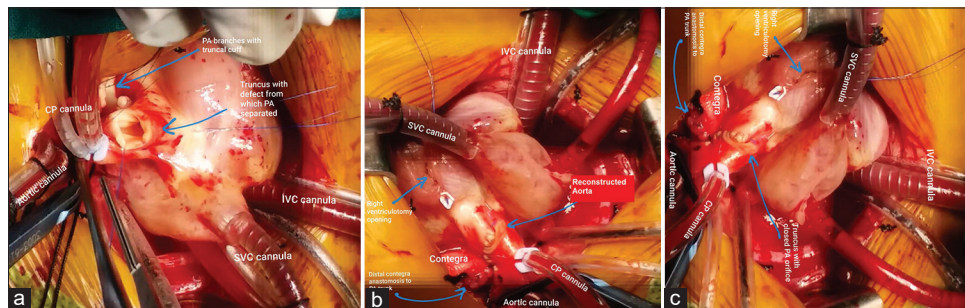 PA branches with
truncal cuff
CP cannula
Truncus with
defect from
which PA
separated
Aortic cannula
IVC cannula
SVC cannula
a
IVC cannula
SVC cannula
Right
ventriculotomy
opening
Reconstructed
Aorta
Contegra
Distal contegra
anastomosis to
PA trunk
CP cannula
Aortic cannula
b
Distal contegra
anastomosis to
PA trunk
Right
ventriculotomy
opening
SVC cannula
Contegra
Aortic cannula
IVC cannula
CP cannula
Truncus with
closed PA orifice
c